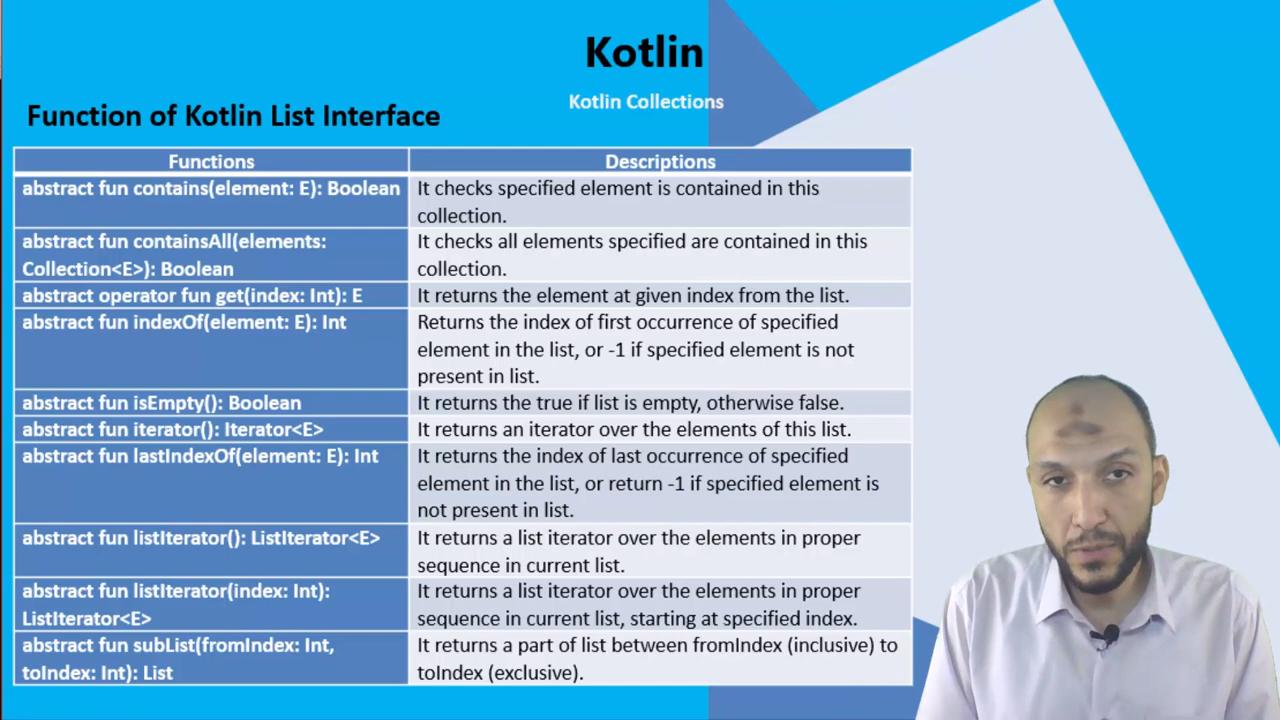 Kotlin
Kotlin Collections
Function of Kotlin List Interface
Functions
Descriptions
abstract fun contains(element: E): Boolean
It checks specified element is contained in this
collection.
abstract fun containsAll(elements:
Collection<E>): Boolean
It checks all elements specified are contained in this
collection.
abstract operator fun get(index: Int): E
It returns the element at given index from the list.
abstract fun indexOf(element: E): Int
Returns the index of first occurrence of specified
element in the list, or -1 if specified element is not
present in list.
abstract fun isEmpty(): Boolean
It returns the true if list is empty, otherwise false.
abstract fun iterator(): Iterator<E>
It returns an iterator over the elements of this list.
abstract fun lastIndexOf(element: E): Int
It returns the index of last occurrence of specified
element in the list, or return -1 if specified element is
not present in list.
abstract fun listIterator(): ListIterator<E>
It returns a list iterator over the elements in proper
sequence in current list.
abstract fun listIterator(index: Int):
ListIterator<E>
It returns a list iterator over the elements in proper
sequence in current list, starting at specified index.
abstract fun subList(fromIndex: Int,
toIndex: Int): List
It returns a part of list between fromIndex (inclusive) to
toIndex (exclusive).